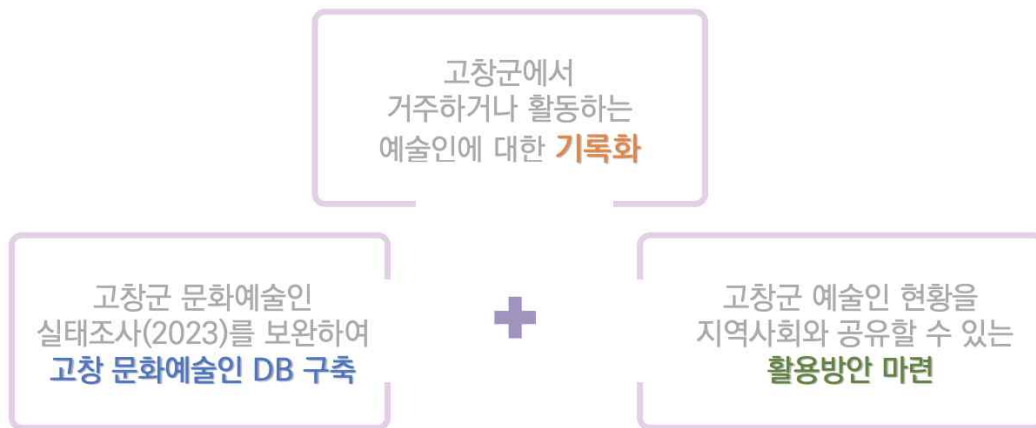 고창군에서
거주하거나 활동하는
예술인에 대한 기록화
고창군 문화예술인
실태조사(2023)를 보완하여
고창 문화예술인 DB 구축
고창군 예술인 현황을
지역사회와 공유할 수 있는
활용방안 마련